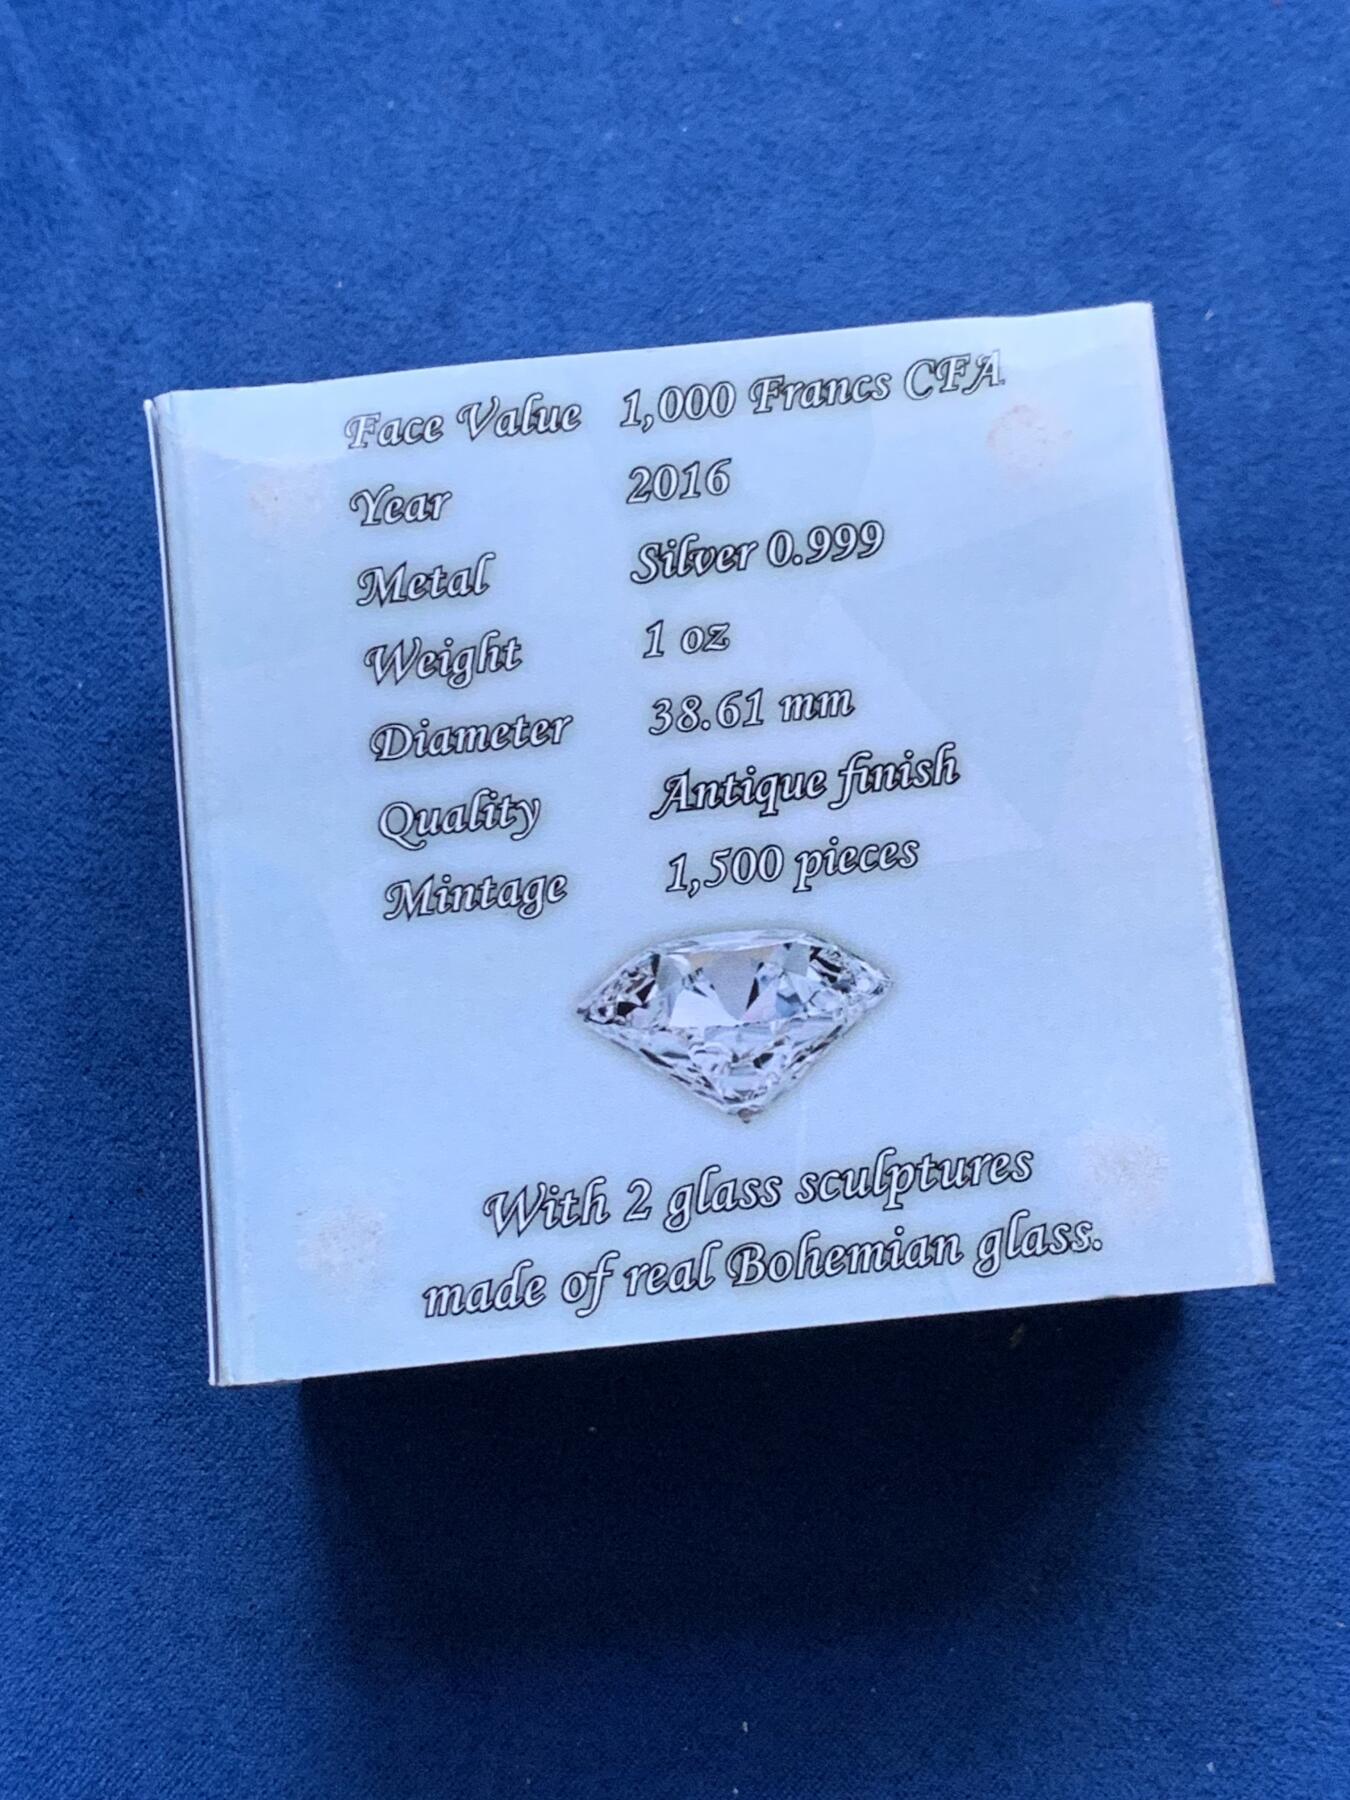 Face Value 1,000 Francs CFA
Year 2016
Metal Silver 0.999
Weight 1 oz
Diameter 38.61 mm
Quality Antique finish
Mintage 1,500 pieces
With 2 glass sculptures
made of real Bohemian glass.